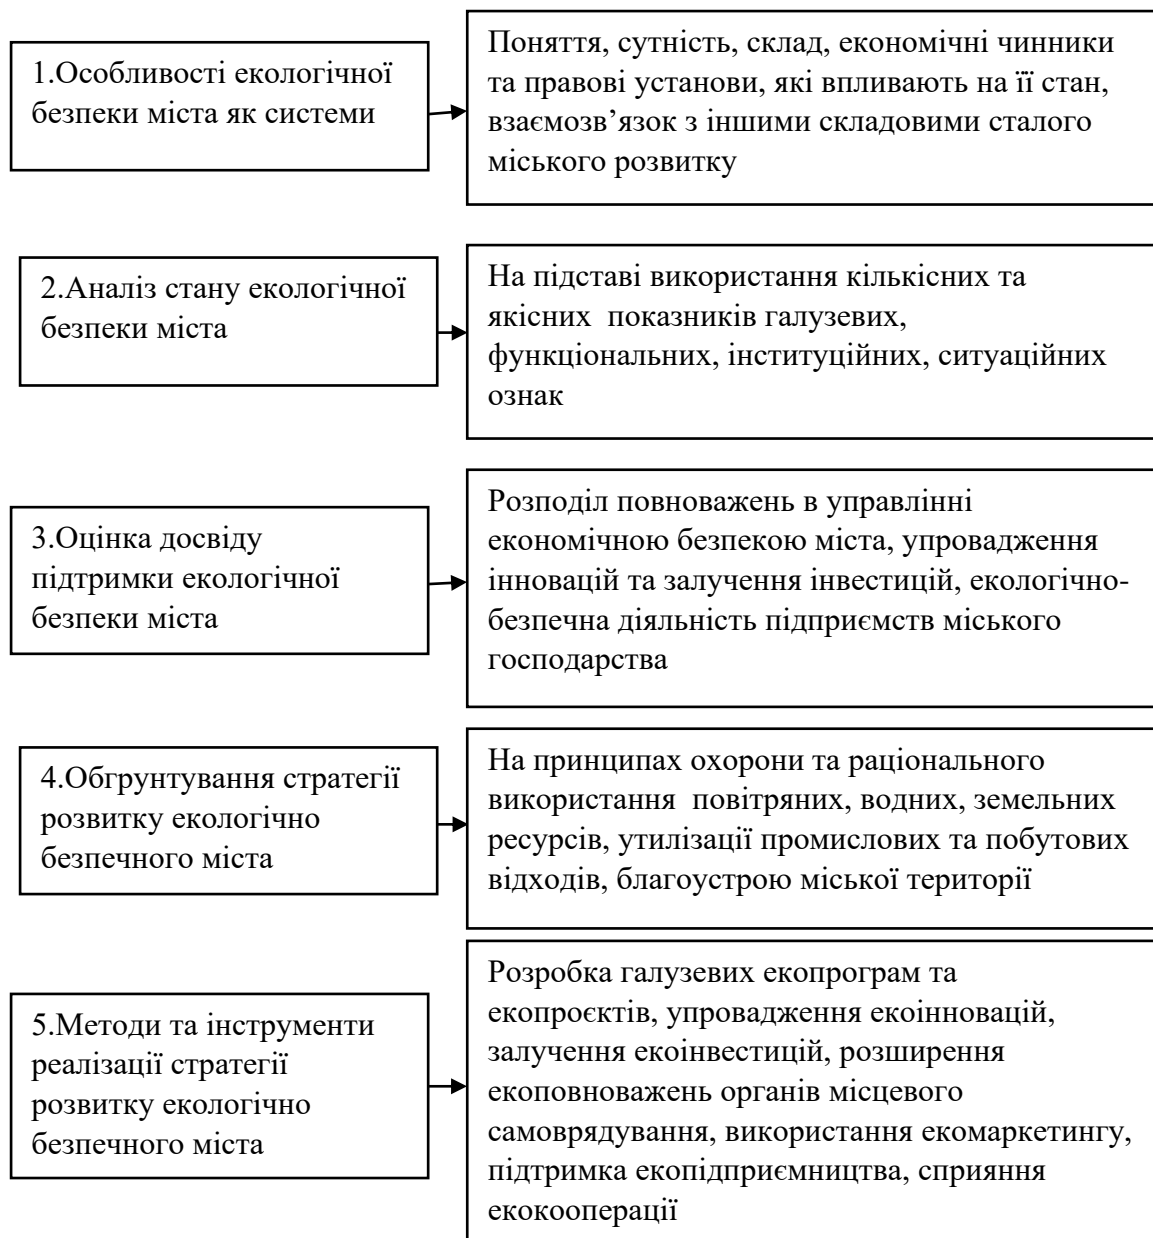 1.Особливості екологічної
безпеки міста як системи
Поняття, сутність, склад, економічні чинники
та правові установи, які впливають на її стан,
взаємозв’язок з іншими складовими сталого
міського розвитку
2.Аналіз стану екологічної
безпеки міста
На підставі використання кількісних та
якісних показників галузевих,
функціональних, інституційних, ситуаційних
ознак
3.Оцінка досвіду
підтримки екологічної
безпеки міста
Розподіл повноважень в управлінні
економічною безпекою міста, упровадження
інновацій та залучення інвестицій, екологічно-
безпечна діяльність підприємств міського
господарства
4.Обгрунтування стратегії
розвитку екологічно
безпечного міста
На принципах охорони та раціонального
використання повітряних, водних, земельних
ресурсів, утилізації промислових та побутових
відходів, благоустрою міської території
5.Методи та інструменти
реалізації стратегії
розвитку екологічно
безпечного міста
Розробка галузевих екопрограм та
екопроєктів, упровадження екоінновацій,
залучення екоінвестицій, розширення
екоповноважень органів місцевого
самоврядування, використання екомаркетингу,
підтримка екопідприємництва, сприяння
екокооперації